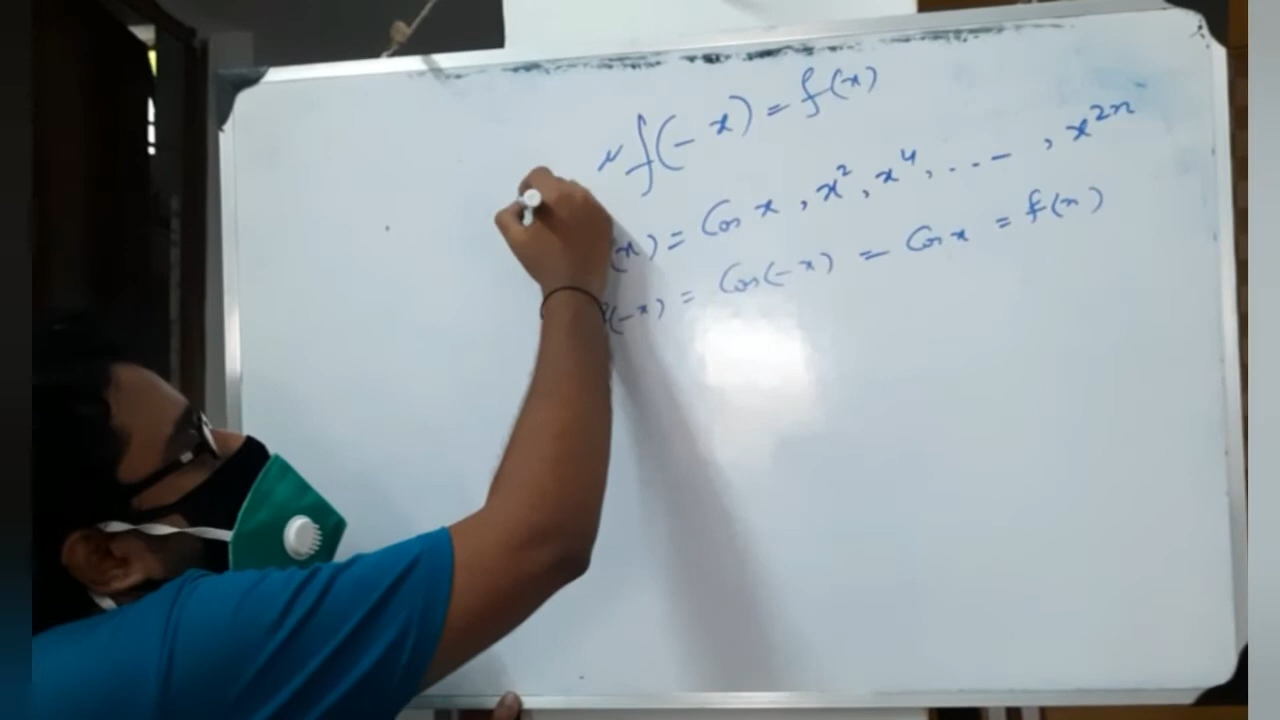 f(-x) = f(x)
(x) = Cos x , x², x⁴, ...- , x²ⁿ
(-x) = Cos(-x) = Cos x = f(x)